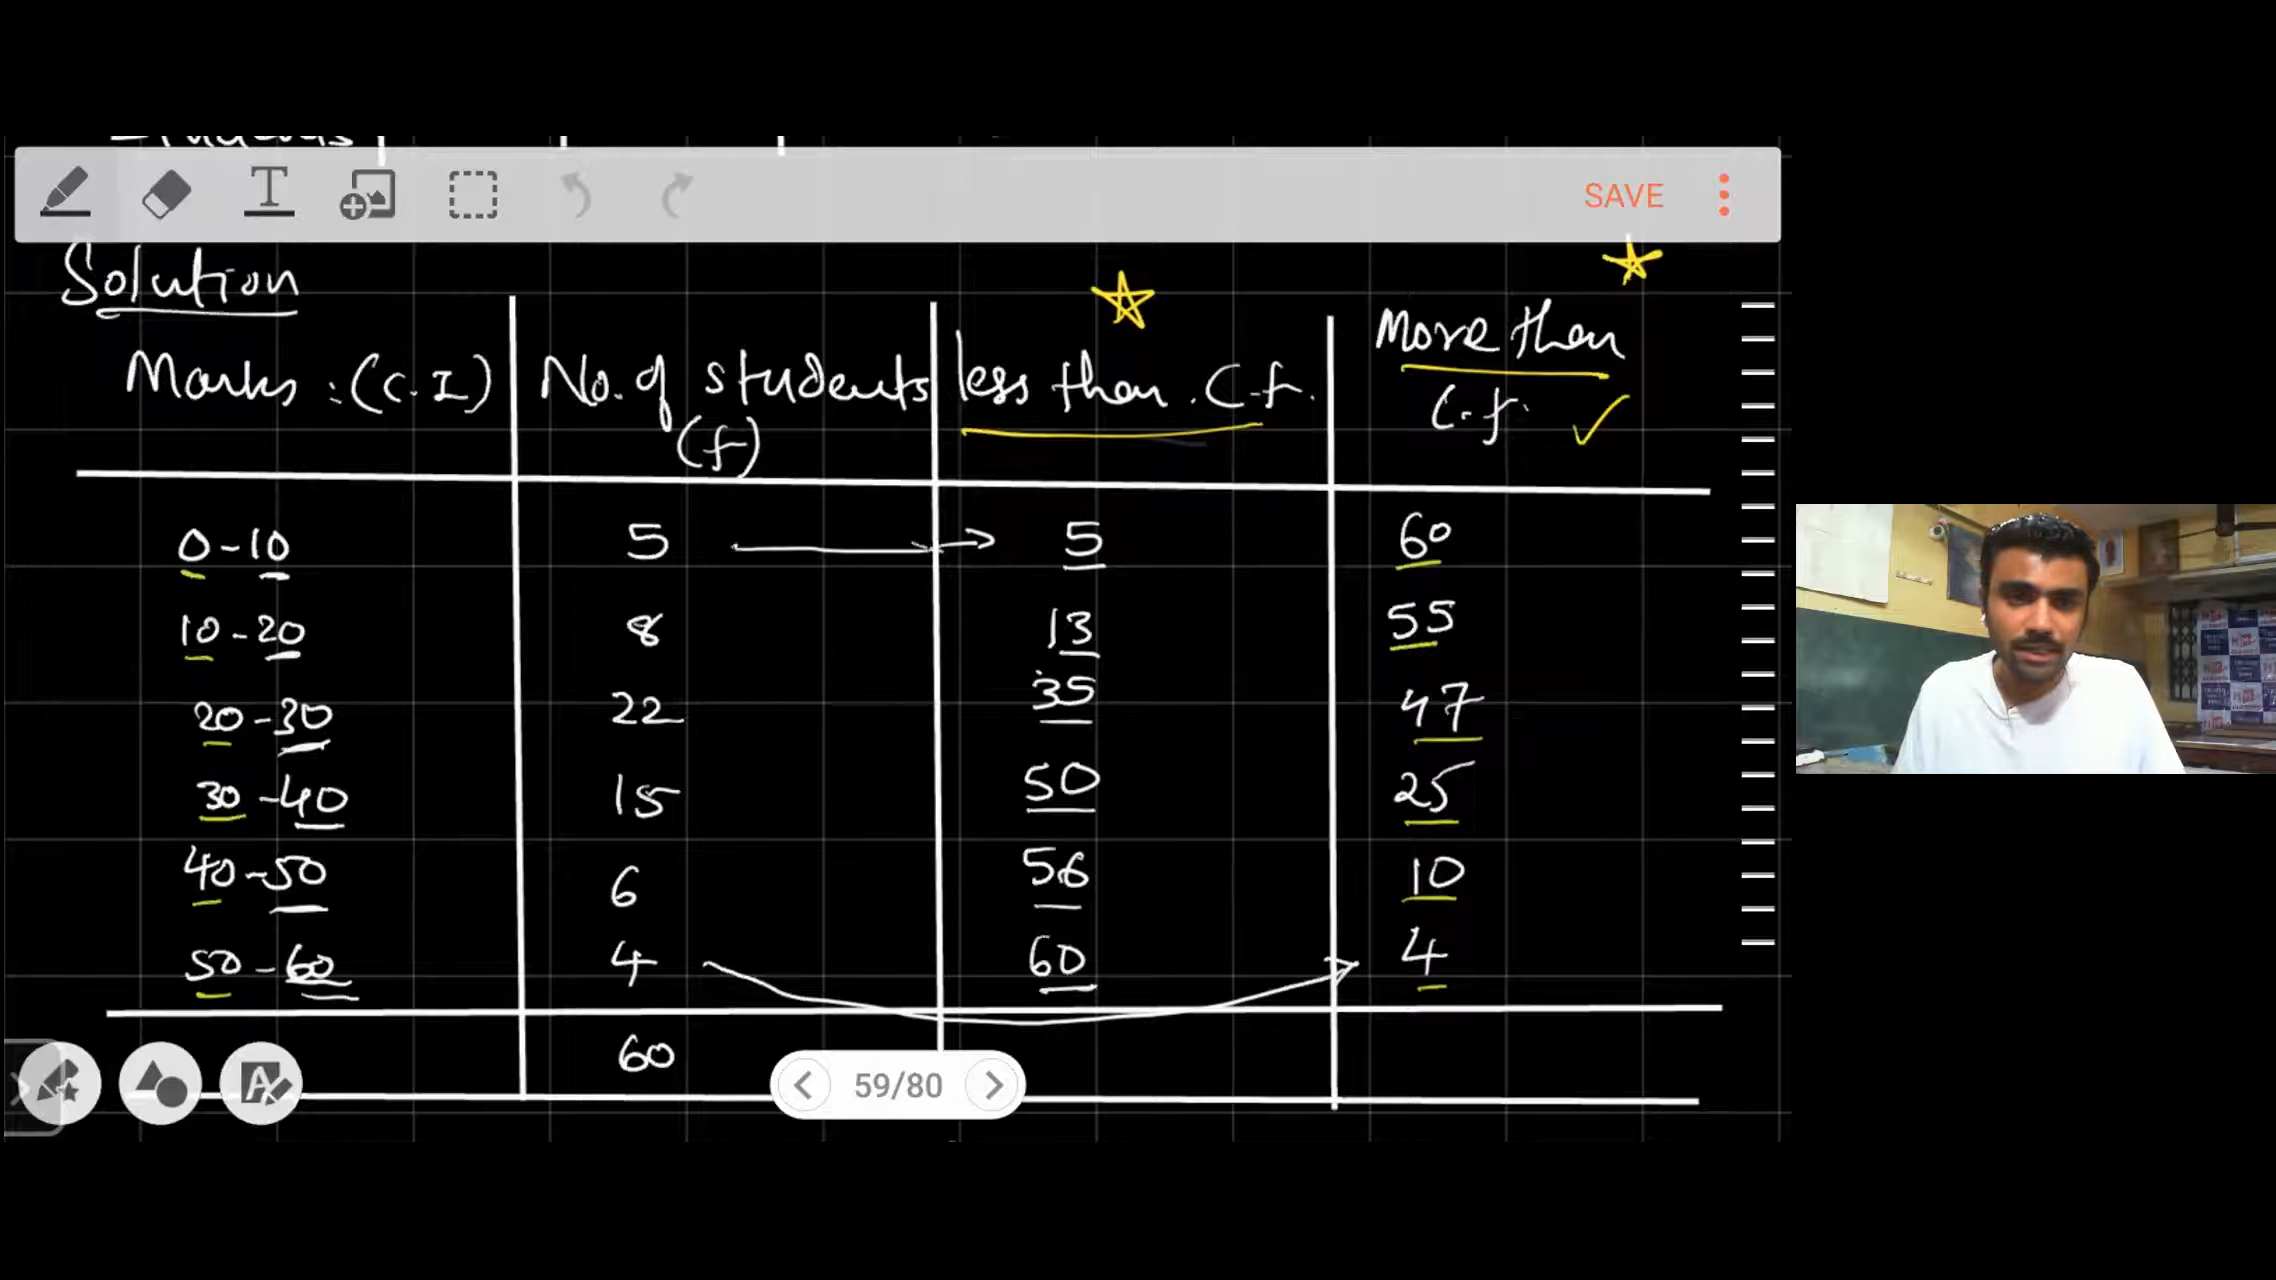 SAVE
Solution
Marks :(C.I) No. of students (f) less than .C.f. More than C.f.
0-10 5 5 60
10-20 8 13 55
20-30 22 35 47
30-40 15 50 25
40-50 6 56 10
50-60 4 60 4
60
59/80